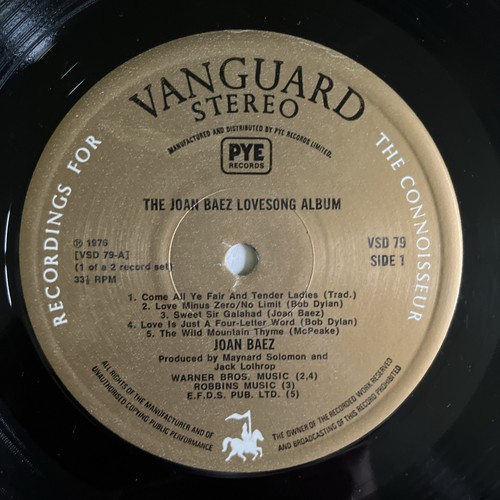 VANGUARD
STEREO
RECORDINGS FOR THE CONNOISSEUR
MANUFACTURED AND DISTRIBUTED BY PYE RECORDS LIMITED.
PYE
RECORDS
THE JOAN BAEZ LOVESONG ALBUM
℗ 1976
[VSD 79-A]
(1 of a 2 record set)
33⅓ RPM
VSD 79
SIDE 1
1. Come All Ye Fair And Tender Ladies (Trad.)
2. Love Minus Zero/No Limit (Bob Dylan)
3. Sweet Sir Galahad (Joan Baez)
4. Love Is Just A Four-Letter Word (Bob Dylan)
5. The Wild Mountain Thyme (McPeake)
JOAN BAEZ
Produced by Maynard Solomon and
Jack Lothrop
WARNER BROS. MUSIC (2,4)
ROBBINS MUSIC (3)
E.F.D.S. PUB. LTD. (5)
ALL RIGHTS OF THE MANUFACTURER AND OF THE OWNER OF THE RECORDED WORK RESERVED
UNAUTHORISED COPYING PUBLIC PERFORMANCE AND BROADCASTING OF THIS RECORD PROHIBITED